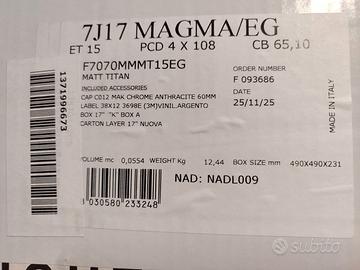 7J17 MAGMA/EG
ET 15 PCD 4 X 108 CB 65,10
F7070MMMT15EG
MATT TITAN
ORDER NUMBER
F 093686
INCLUDED ACCESSORIES
CAP C012 MAK CHROME ANTHRACITE 60MM
LABEL 38X12 3698E (3M)VINIL.ARGENTO
BOX 17" "K" BOX A
CARTON LAYER 17" NUOVA
DATE
25/11/25
MADE IN ITALY
1371996673
VOLUME mc 0,0554 WEIGHT Kg 12,44 BOX SIZE mm 490X490X231
NAD: NADL009
030580 233248
subito